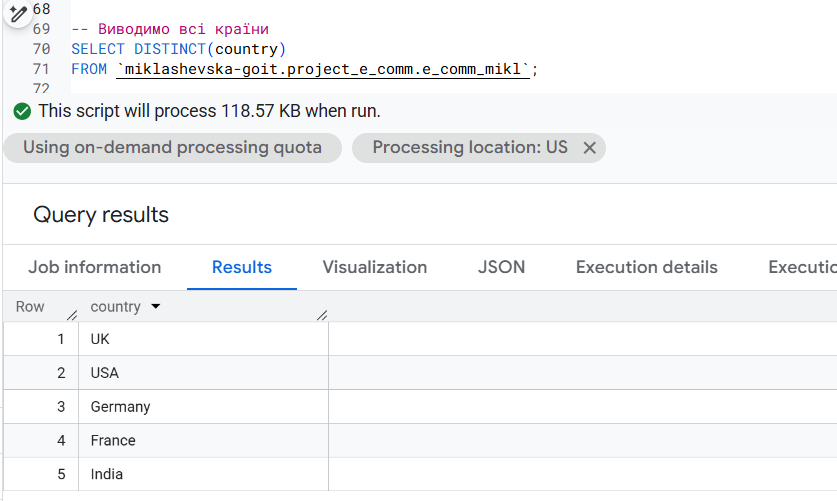 68
69 -- Виводимо всі країни
70 SELECT DISTINCT(country)
71 FROM `miklashevska-goit.project_e_comm.e_comm_mikl`;
72
This script will process 118.57 KB when run.
Using on-demand processing quota Processing location: US
Query results
Job information Results Visualization JSON Execution details Executio
Row country
1 UK
2 USA
3 Germany
4 France
5 India